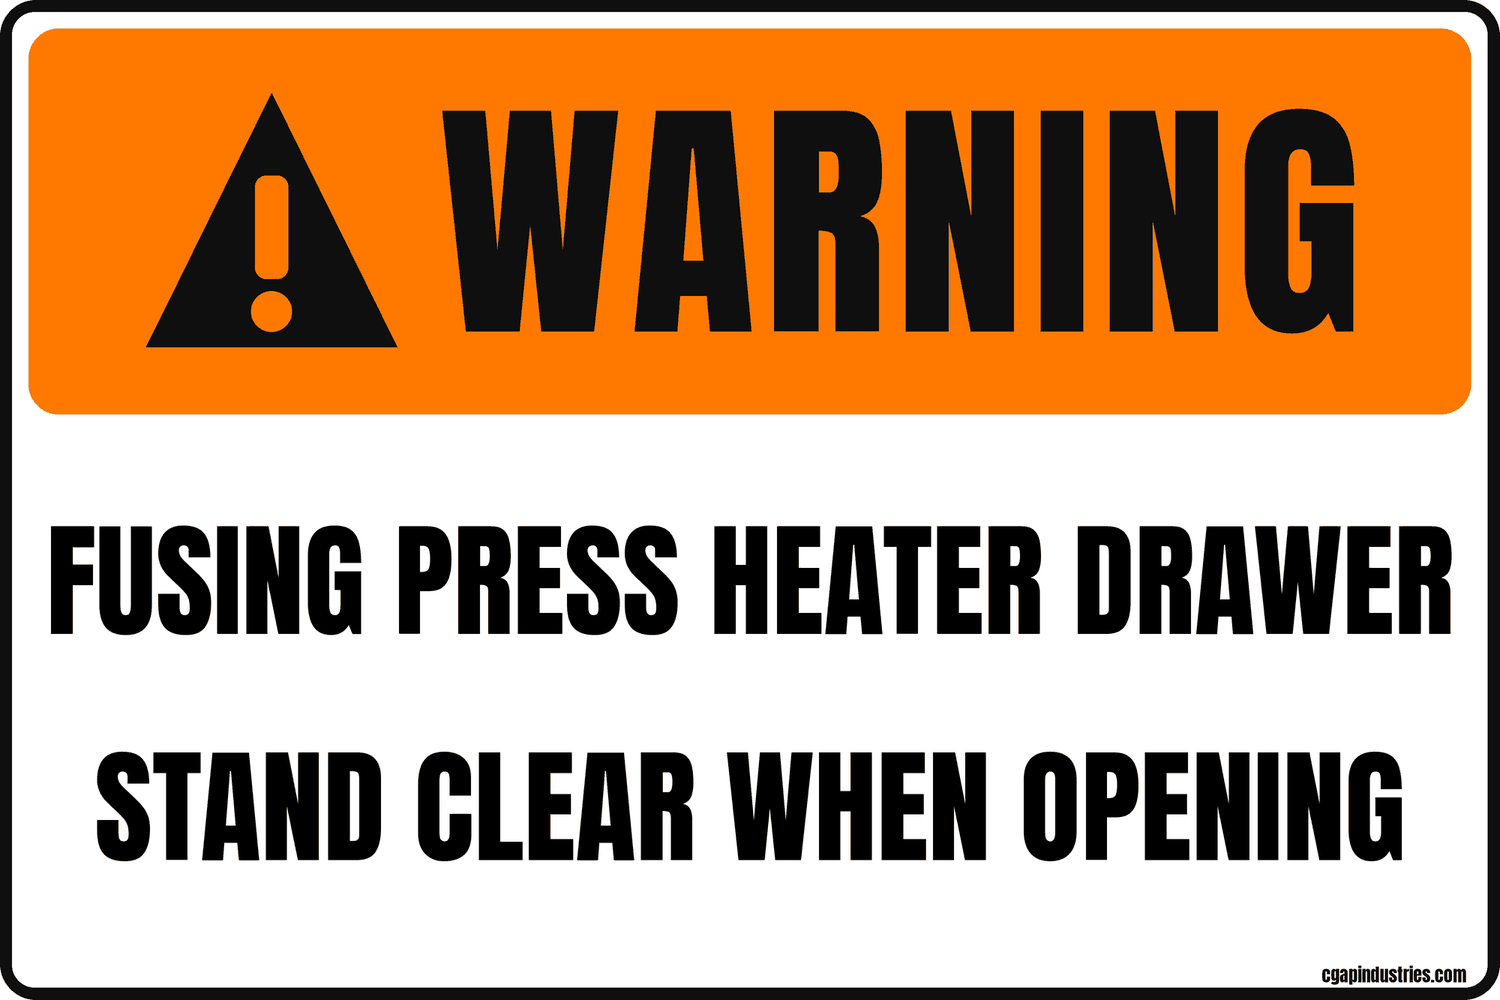 WARNING
FUSING PRESS HEATER DRAWER
STAND CLEAR WHEN OPENING
cgapindustries.com